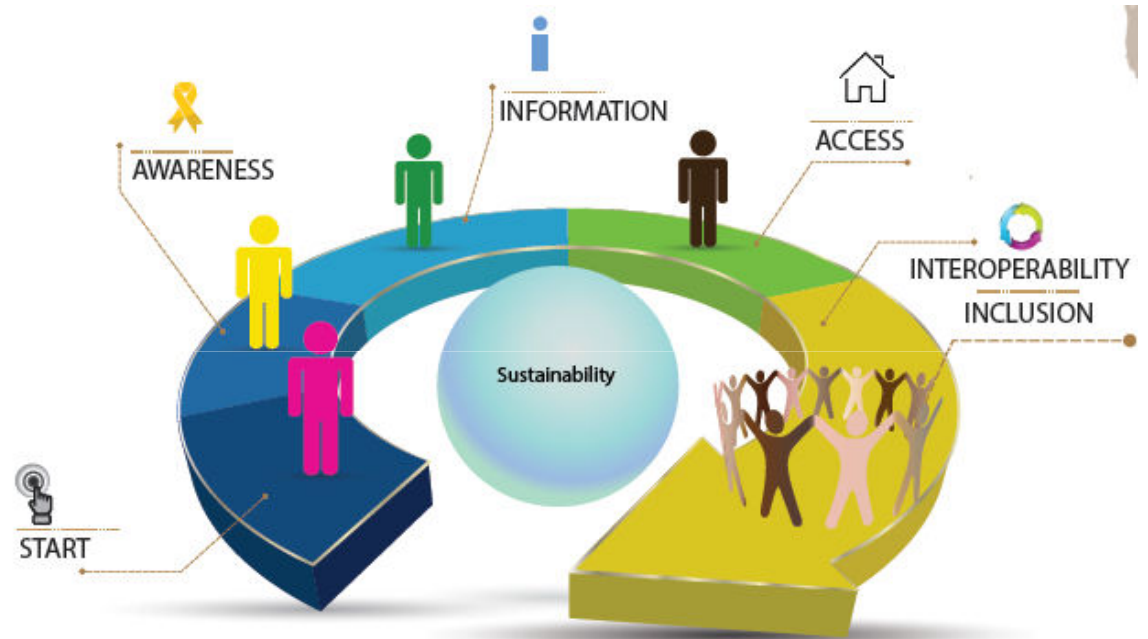 START
AWARENESS
INFORMATION
ACCESS
INTEROPERABILITY
INCLUSION
Sustainability